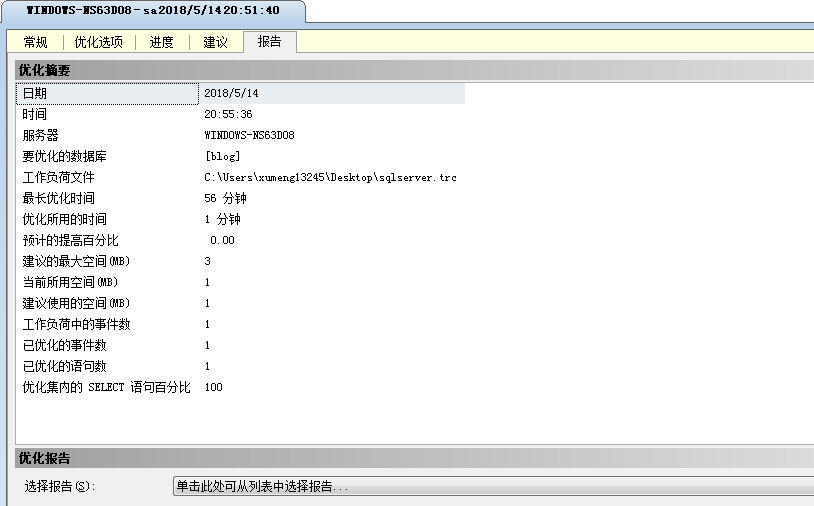 WINDOWS-NS63D08 - sa2018/5/14 20:51:40
常规 优化选项 进度 建议 报告
优化摘要
日期 2018/5/14
时间 20:55:36
服务器 WINDOWS-NS63D08
要优化的数据库 [blog]
工作负荷文件 C:\Users\xumeng13245\Desktop\sqlserver.trc
最长优化时间 56 分钟
优化所用的时间 1 分钟
预计的提高百分比 0.00
建议的最大空间(MB) 3
当前所用空间(MB) 1
建议使用的空间(MB) 1
工作负荷中的事件数 1
已优化的事件数 1
已优化的语句数 1
优化集内的 SELECT 语句百分比 100
优化报告
选择报告(S): 单击此处可从列表中选择报告...